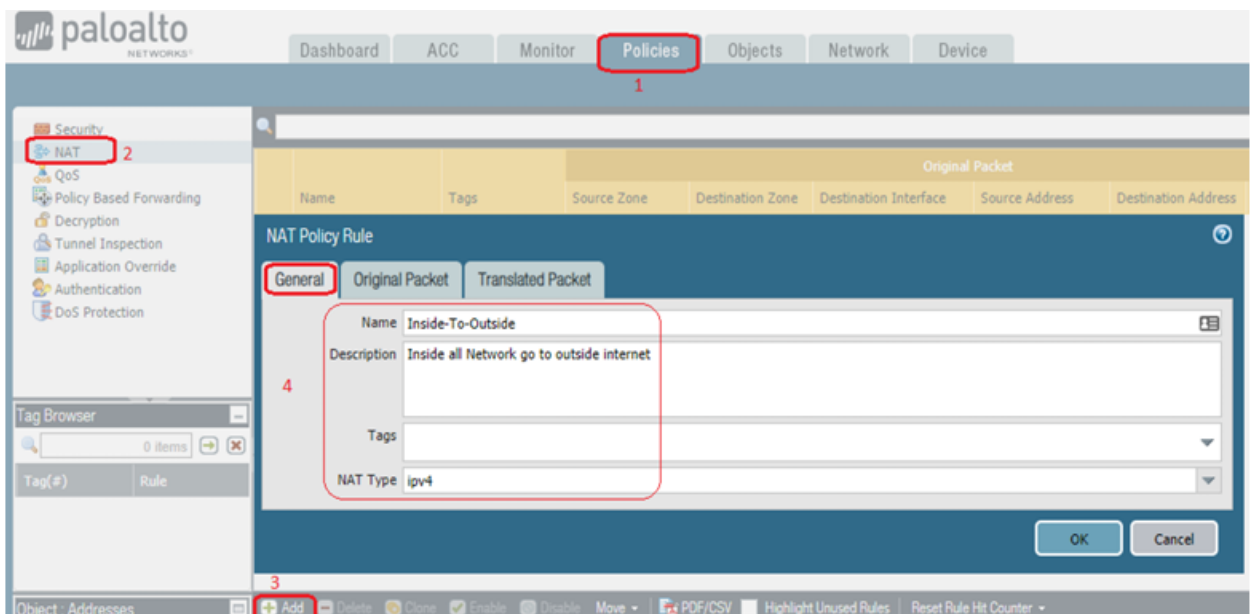 paloalto
NETWORKS®
Dashboard ACC Monitor Policies Objects Network Device
1
Security
NAT 2
QoS
Policy Based Forwarding
Decryption
Tunnel Inspection
Application Override
Authentication
DoS Protection
Original Packet
Name Tags Source Zone Destination Zone Destination Interface Source Address Destination Address
NAT Policy Rule
General Original Packet Translated Packet
Name Inside-To-Outside
Description Inside all Network go to outside internet
4
Tags
NAT Type ipv4
OK Cancel
Tag Browser
0 items
Tag(#) Rule
3
Object : Addresses
Add Delete Clone Enable Disable Move PDF/CSV Highlight Unused Rules Reset Rule Hit Counter